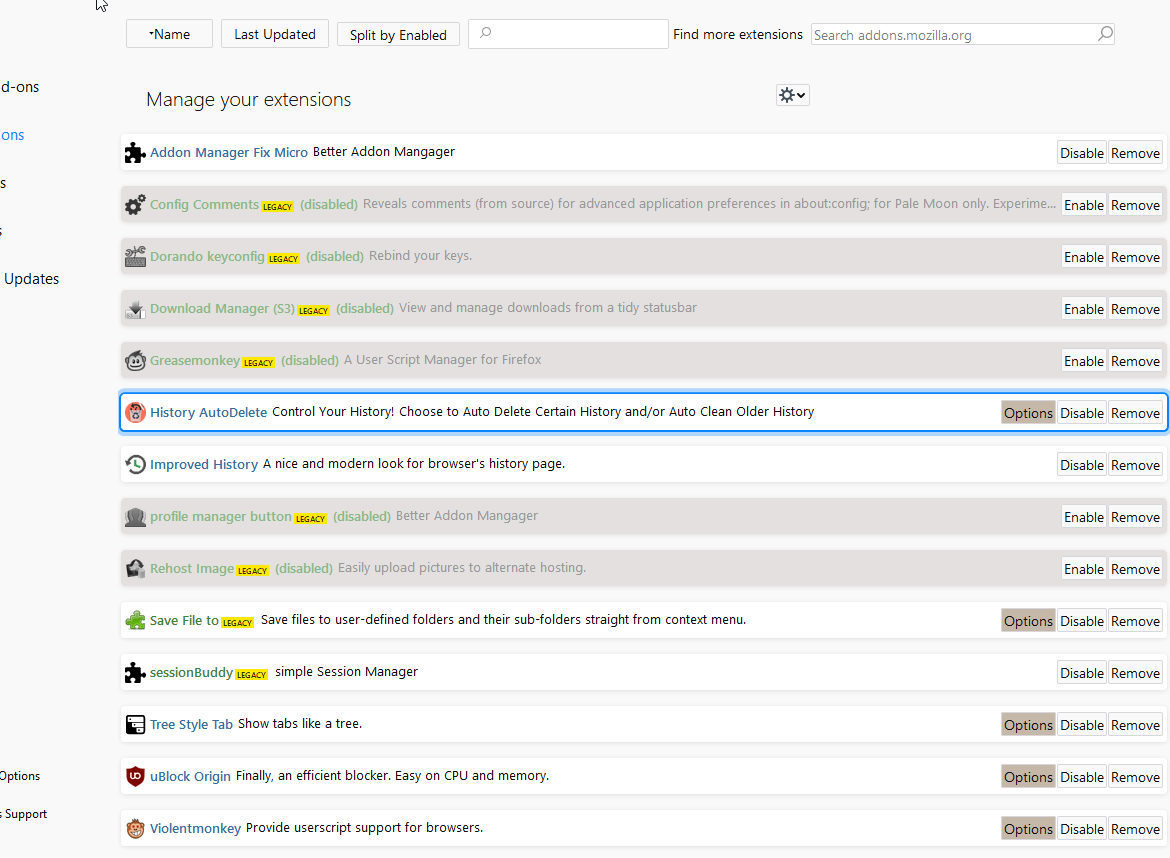 Name Last Updated Split by Enabled Find more extensions Search addons.mozilla.org
d-ons
Manage your extensions
ons
Addon Manager Fix Micro Better Addon Mangager Disable Remove
s
Config Comments LEGACY (disabled) Reveals comments (from source) for advanced application preferences in about:config; for Pale Moon only. Experime... Enable Remove
s
Dorando keyconfig LEGACY (disabled) Rebind your keys. Enable Remove
Updates
Download Manager (S3) LEGACY (disabled) View and manage downloads from a tidy statusbar Enable Remove
Greasemonkey LEGACY (disabled) A User Script Manager for Firefox Enable Remove
History AutoDelete Control Your History! Choose to Auto Delete Certain History and/or Auto Clean Older History Options Disable Remove
Improved History A nice and modern look for browser's history page. Disable Remove
profile manager button LEGACY (disabled) Better Addon Mangager Enable Remove
Rehost Image LEGACY (disabled) Easily upload pictures to alternate hosting. Enable Remove
Save File to LEGACY Save files to user-defined folders and their sub-folders straight from context menu. Options Disable Remove
sessionBuddy LEGACY simple Session Manager Disable Remove
Tree Style Tab Show tabs like a tree. Options Disable Remove
uBlock Origin Finally, an efficient blocker. Easy on CPU and memory. Options Disable Remove
Options
s Support
Violentmonkey Provide userscript support for browsers. Options Disable Remove